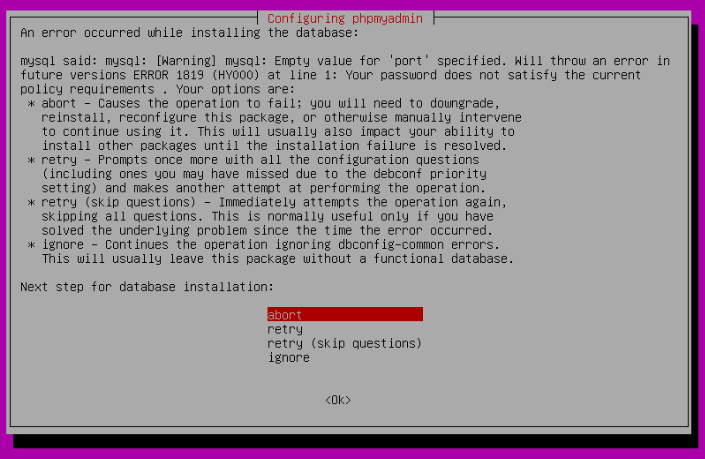 Configuring phpmyadmin
An error occurred while installing the database:
mysql said: mysql: [Warning] mysql: Empty value for 'port' specified. Will throw an error in
future versions ERROR 1819 (HY000) at line 1: Your password does not satisfy the current
policy requirements . Your options are:
* abort - Causes the operation to fail; you will need to downgrade,
reinstall, reconfigure this package, or otherwise manually intervene
to continue using it. This will usually also impact your ability to
install other packages until the installation failure is resolved.
* retry - Prompts once more with all the configuration questions
(including ones you may have missed due to the debconf priority
setting) and makes another attempt at performing the operation.
* retry (skip questions) - Immediately attempts the operation again,
skipping all questions. This is normally useful only if you have
solved the underlying problem since the time the error occurred.
* ignore - Continues the operation ignoring dbconfig-common errors.
This will usually leave this package without a functional database.
Next step for database installation:
abort
retry
retry (skip questions)
ignore
<Ok>